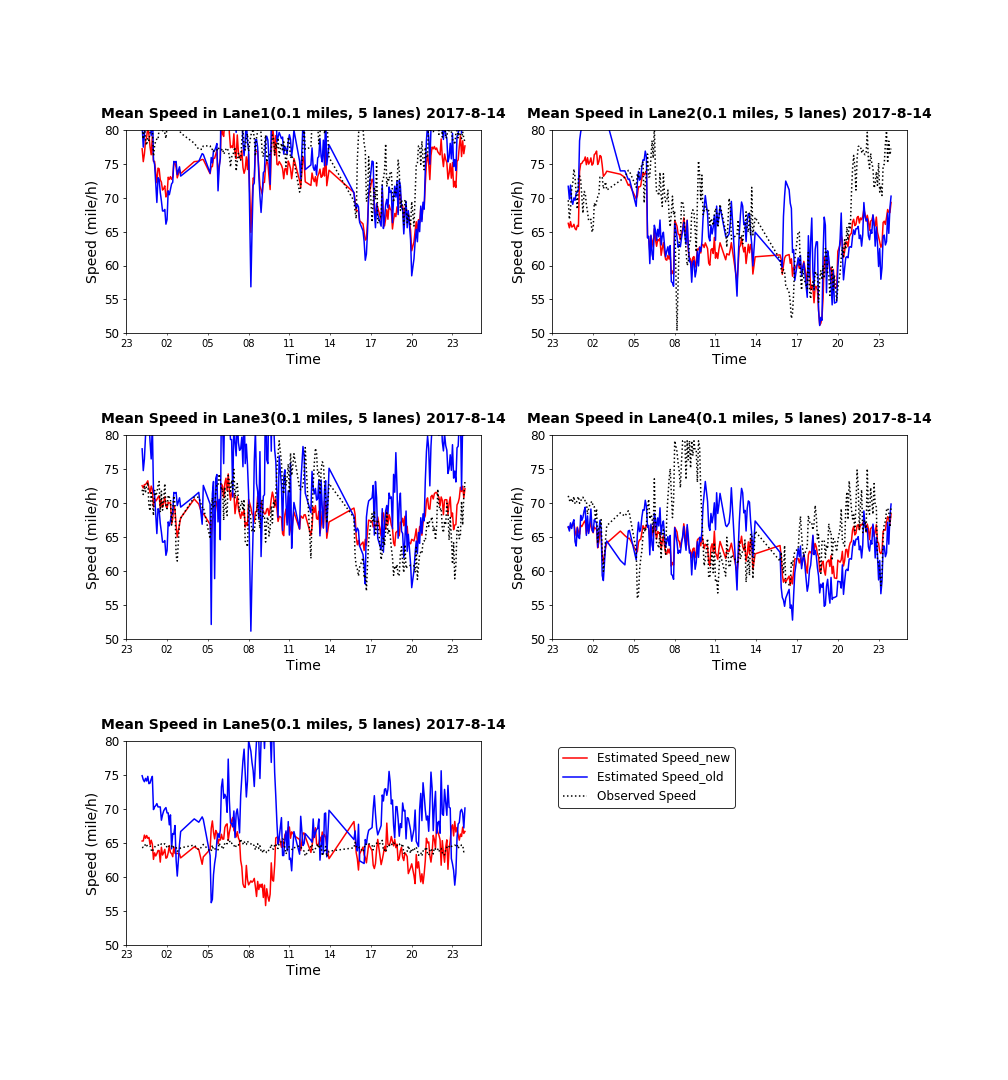 Mean Speed in Lane1(0.1 miles, 5 lanes) 2017-8-14
80
75
70
65
60
55
50
Speed (mile/h)
23 02 05 08 11 14 17 20 23
Time
Mean Speed in Lane2(0.1 miles, 5 lanes) 2017-8-14
80
75
70
65
60
55
50
Speed (mile/h)
23 02 05 08 11 14 17 20 23
Time
Mean Speed in Lane3(0.1 miles, 5 lanes) 2017-8-14
80
75
70
65
60
55
50
Speed (mile/h)
23 02 05 08 11 14 17 20 23
Time
Mean Speed in Lane4(0.1 miles, 5 lanes) 2017-8-14
80
75
70
65
60
55
50
Speed (mile/h)
23 02 05 08 11 14 17 20 23
Time
Mean Speed in Lane5(0.1 miles, 5 lanes) 2017-8-14
80
75
70
65
60
55
50
Speed (mile/h)
23 02 05 08 11 14 17 20 23
Time
Estimated Speed_new
Estimated Speed_old
Observed Speed